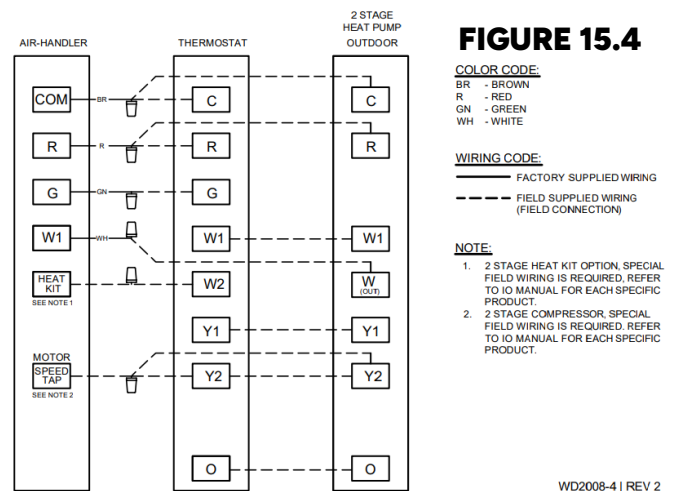 2 STAGE
HEAT PUMP
AIR-HANDLER THERMOSTAT OUTDOOR
FIGURE 15.4
COLOR CODE:
BR - BROWN
R - RED
GN - GREEN
WH - WHITE
WIRING CODE:
FACTORY SUPPLIED WIRING
FIELD SUPPLIED WIRING
(FIELD CONNECTION)
NOTE:
1. 2 STAGE HEAT KIT OPTION, SPECIAL
FIELD WIRING IS REQUIRED, REFER
TO IO MANUAL FOR EACH SPECIFIC
PRODUCT.
2. 2 STAGE COMPRESSOR, SPECIAL
FIELD WIRING IS REQUIRED. REFER
TO IO MANUAL FOR EACH SPECIFIC
PRODUCT.
COM BR C C
R R R R
G GN G
W1 WH W1 W1
HEAT
KIT
SEE NOTE 1
W2
W
(OUT)
Y1 Y1
MOTOR
SPEED
TAP
SEE NOTE 2
Y2 Y2
O O
WD2008-4 | REV 2